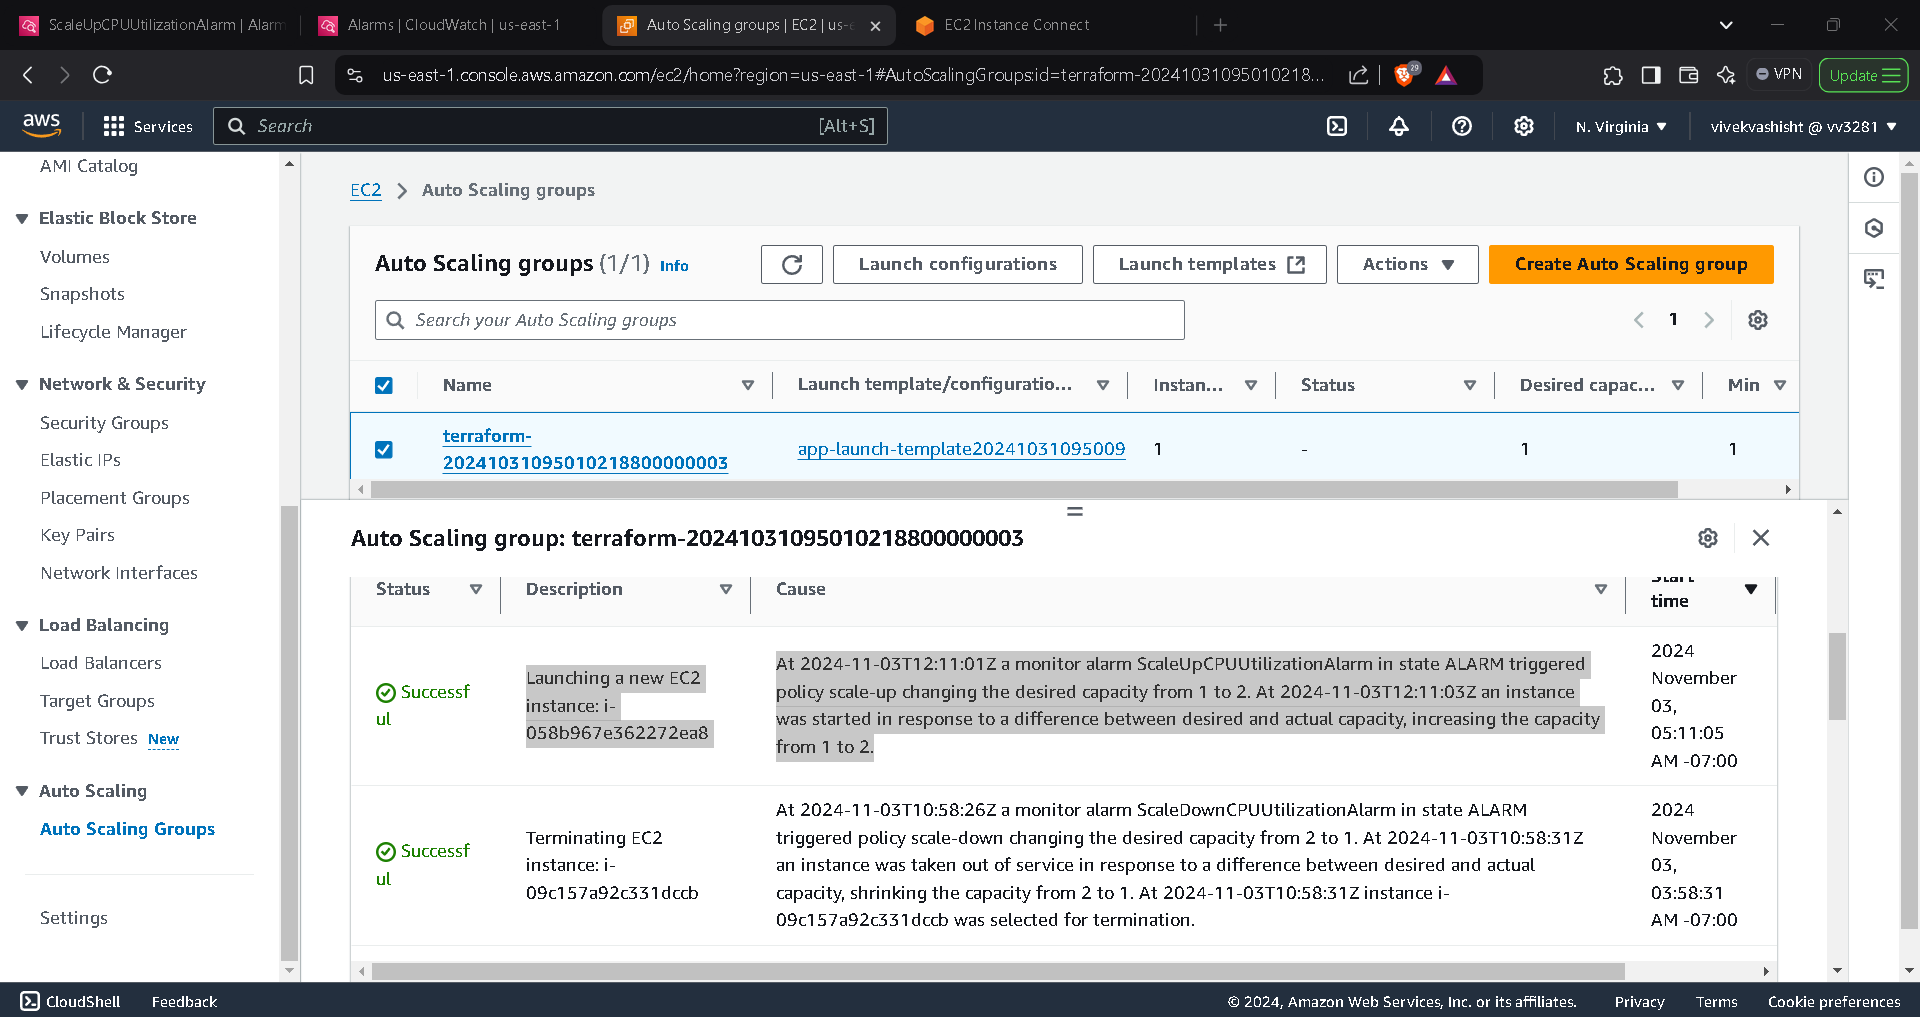 ScaleUpCPUUtilizationAlarm | Alarm
Alarms | CloudWatch | us-east-1
Auto Scaling groups | EC2 | us-e
EC2 Instance Connect
us-east-1.console.aws.amazon.com/ec2/home?region=us-east-1#AutoScalingGroups:id=terraform-20241031095010218...
29
VPN
Update
aws
Services
Search
[Alt+S]
N. Virginia
vivekvashisht @ vv3281
AMI Catalog
Elastic Block Store
Volumes
Snapshots
Lifecycle Manager
Network & Security
Security Groups
Elastic IPs
Placement Groups
Key Pairs
Network Interfaces
Load Balancing
Load Balancers
Target Groups
Trust Stores New
Auto Scaling
Auto Scaling Groups
Settings
EC2 > Auto Scaling groups
Auto Scaling groups (1/1) Info
Launch configurations
Launch templates
Actions
Create Auto Scaling group
Search your Auto Scaling groups
1
Name
Launch template/configuratio...
Instan...
Status
Desired capac...
Min
terraform-
20241031095010218800000003
app-launch-template20241031095009
1
-
1
1
Auto Scaling group: terraform-20241031095010218800000003
Status
Description
Cause
Start
time
Successf
ul
Launching a new EC2
instance: i-
058b967e362272ea8
At 2024-11-03T12:11:01Z a monitor alarm ScaleUpCPUUtilizationAlarm in state ALARM triggered
policy scale-up changing the desired capacity from 1 to 2. At 2024-11-03T12:11:03Z an instance
was started in response to a difference between desired and actual capacity, increasing the capacity
from 1 to 2.
2024
November
03,
05:11:05
AM -07:00
Successf
ul
Terminating EC2
instance: i-
09c157a92c331dccb
At 2024-11-03T10:58:26Z a monitor alarm ScaleDownCPUUtilizationAlarm in state ALARM
triggered policy scale-down changing the desired capacity from 2 to 1. At 2024-11-03T10:58:31Z
an instance was taken out of service in response to a difference between desired and actual
capacity, shrinking the capacity from 2 to 1. At 2024-11-03T10:58:31Z instance i-
09c157a92c331dccb was selected for termination.
2024
November
03,
03:58:31
AM -07:00
CloudShell
Feedback
© 2024, Amazon Web Services, Inc. or its affiliates.
Privacy
Terms
Cookie preferences